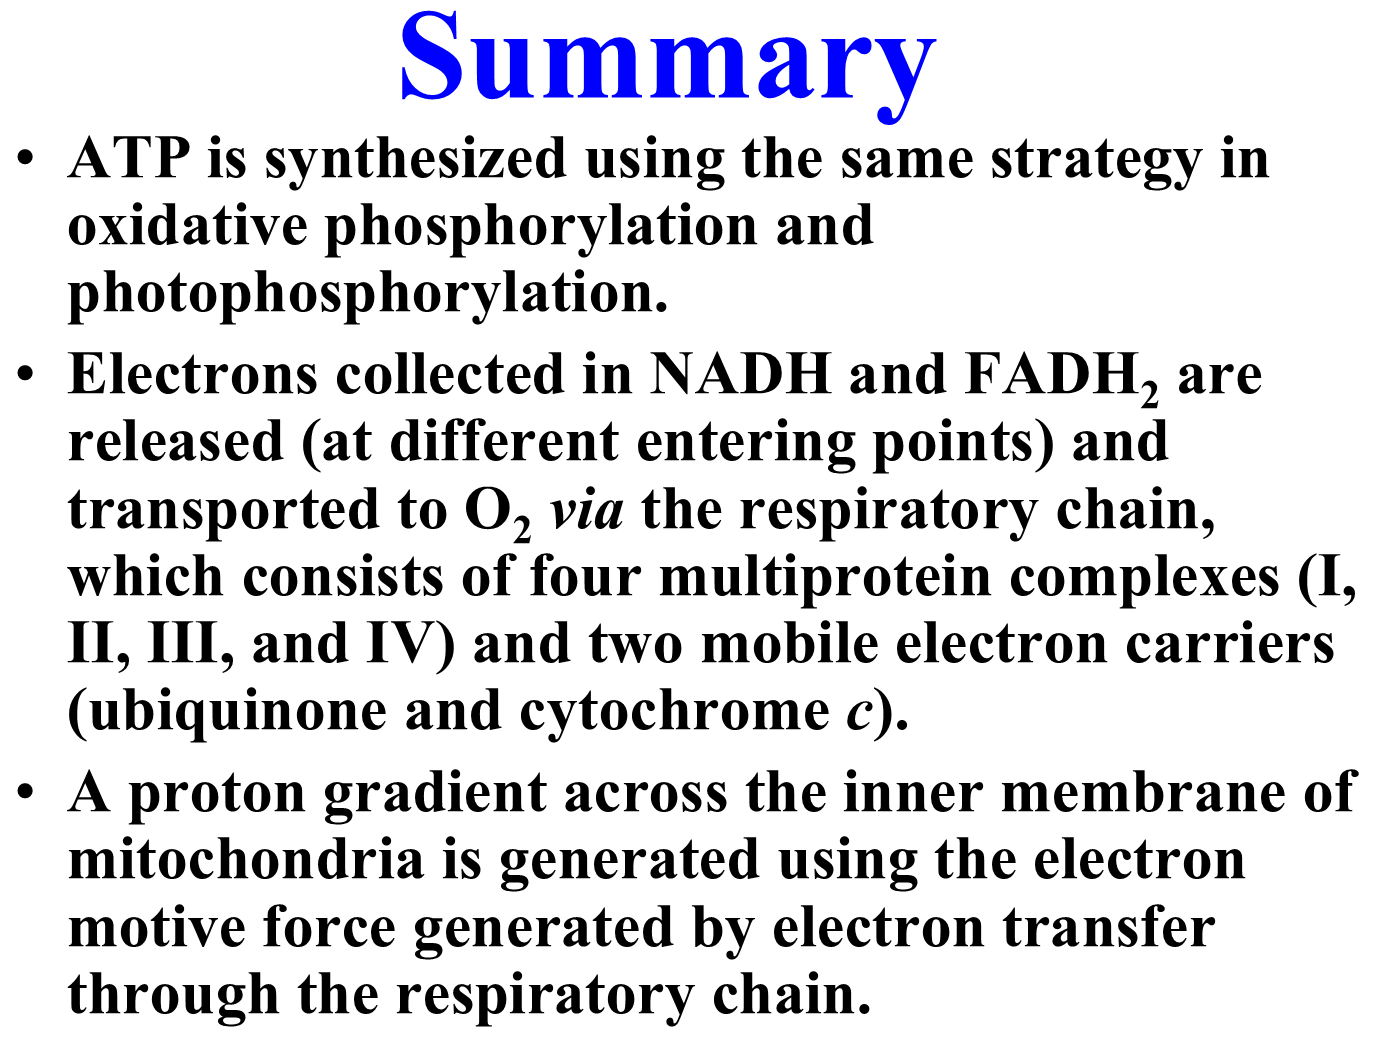 Summary
• ATP is synthesized using the same strategy in
oxidative phosphorylation and
photophosphorylation.
• Electrons collected in NADH and FADH₂ are
released (at different entering points) and
transported to O₂ via the respiratory chain,
which consists of four multiprotein complexes (I,
II, III, and IV) and two mobile electron carriers
(ubiquinone and cytochrome c).
• A proton gradient across the inner membrane of
mitochondria is generated using the electron
motive force generated by electron transfer
through the respiratory chain.